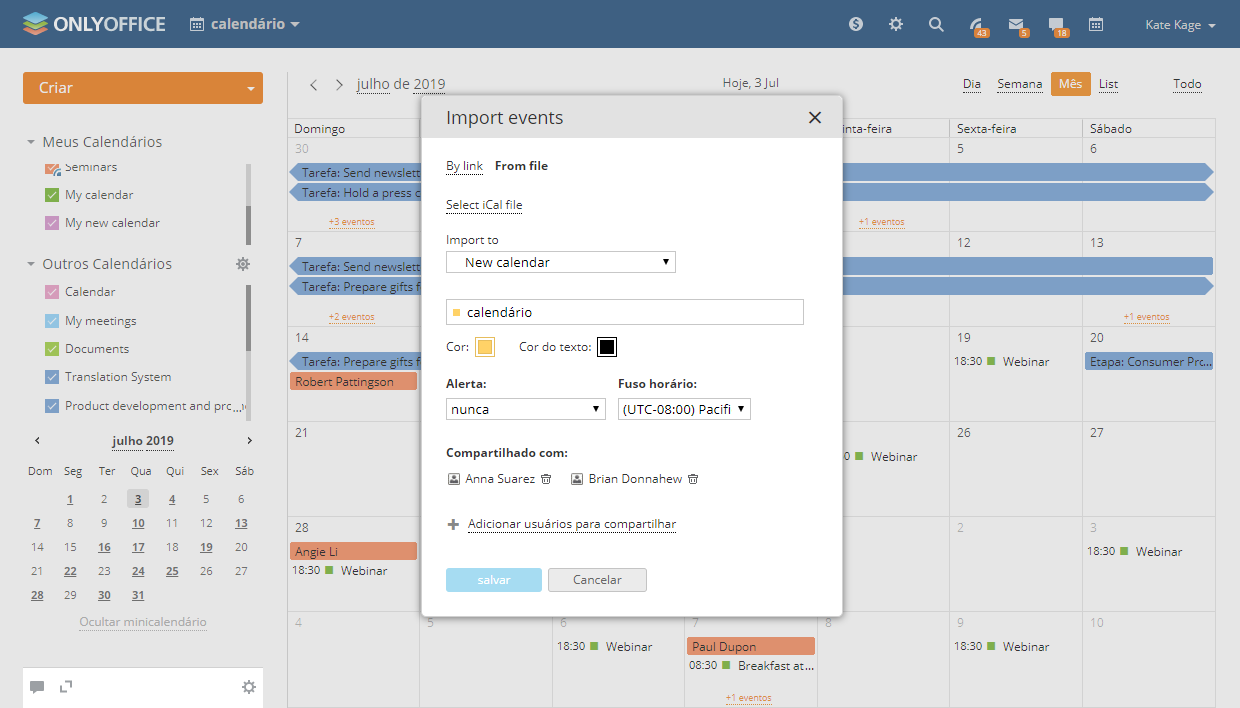 ONLYOFFICE calendário 43 5 18 Kate Kage
Criar
julho de 2019 Hoje, 3 Jul Dia Semana Mês List Todo
Meus Calendários
Seminars
My calendar
My new calendar
Outros Calendários
Calendar
My meetings
Documents
Translation System
Product development and pro...
julho 2019
Dom Seg Ter Qua Qui Sex Sáb
1 2 3 4 5 6
7 8 9 10 11 12 13
14 15 16 17 18 19 20
21 22 23 24 25 26 27
28 29 30 31
Ocultar minicalendário
Domingo inta-feira Sexta-feira Sábado
30 5 6
Tarefa: Send newslett
Tarefa: Hold a press c
+3 eventos +1 eventos
7 12 13
Tarefa: Send newslett
Tarefa: Prepare gifts f
+2 eventos +1 eventos
14 19 20
Tarefa: Prepare gifts f 18:30 Webinar Etapa: Consumer Prc...
Robert Pattingson
21 26 27
0 Webinar
28 2 3
Angie Li 18:30 Webinar
18:30 Webinar
4 5 6 7 8 9 10
18:30 Webinar Paul Dupon 18:30 Webinar
08:30 Breakfast at...
+1 eventos
Import events
By link From file
Select iCal file
Import to
New calendar
calendário
Cor: Cor do texto:
Alerta: Fuso horário:
nunca (UTC-08:00) Pacifi
Compartilhado com:
Anna Suarez Brian Donnahew
Adicionar usuários para compartilhar
salvar Cancelar